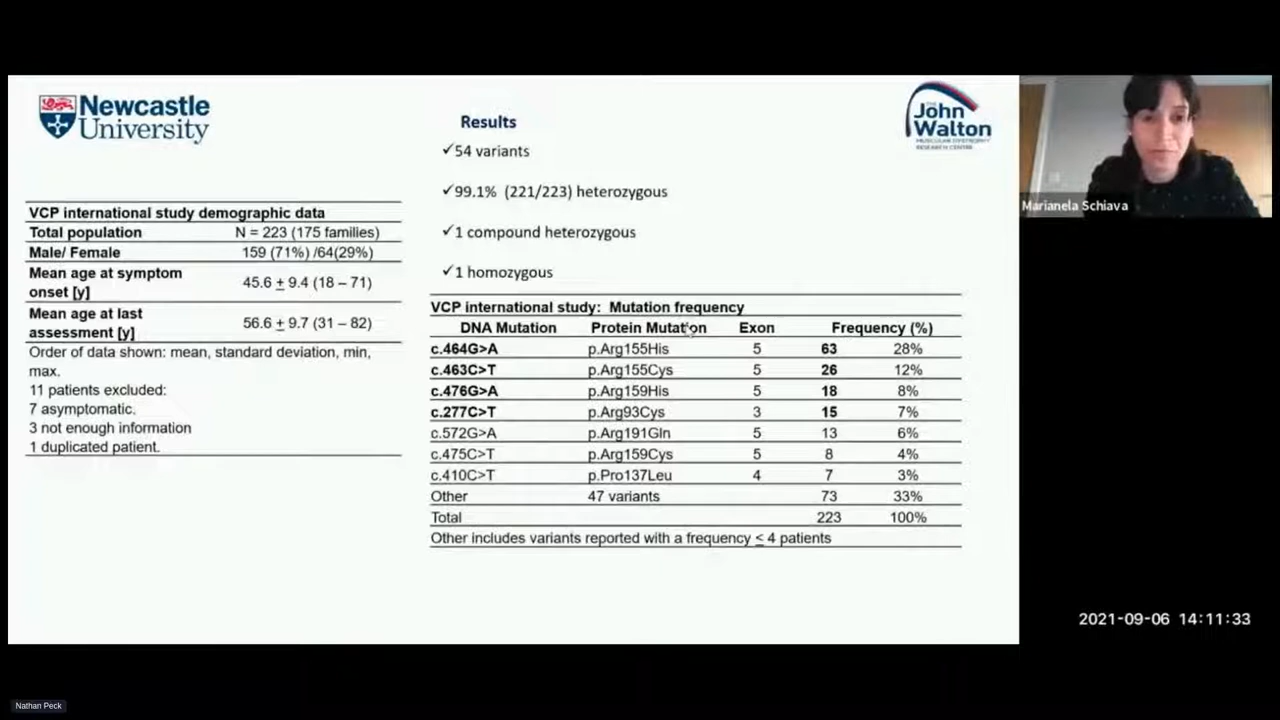 Newcastle
University
THE
John
Walton
MUSCULAR DYSTROPHY
RESEARCH CENTRE
Marianela Schiava
Results
✓54 variants
✓99.1% (221/223) heterozygous
✓1 compound heterozygous
✓1 homozygous
VCP international study demographic data
Total population N = 223 (175 families)
Male/ Female 159 (71%) /64(29%)
Mean age at symptom
onset [y] 45.6 ± 9.4 (18 – 71)
Mean age at last
assessment [y] 56.6 ± 9.7 (31 – 82)
Order of data shown: mean, standard deviation, min,
max.
11 patients excluded:
7 asymptomatic.
3 not enough information
1 duplicated patient.
VCP international study: Mutation frequency
DNA Mutation Protein Mutation Exon Frequency (%)
c.464G>A p.Arg155His 5 63 28%
c.463C>T p.Arg155Cys 5 26 12%
c.476G>A p.Arg159His 5 18 8%
c.277C>T p.Arg93Cys 3 15 7%
c.572G>A p.Arg191Gln 5 13 6%
c.475C>T p.Arg159Cys 5 8 4%
c.410C>T p.Pro137Leu 4 7 3%
Other 47 variants 73 33%
Total 223 100%
Other includes variants reported with a frequency ≤ 4 patients
2021-09-06 14:11:33
Nathan Peck